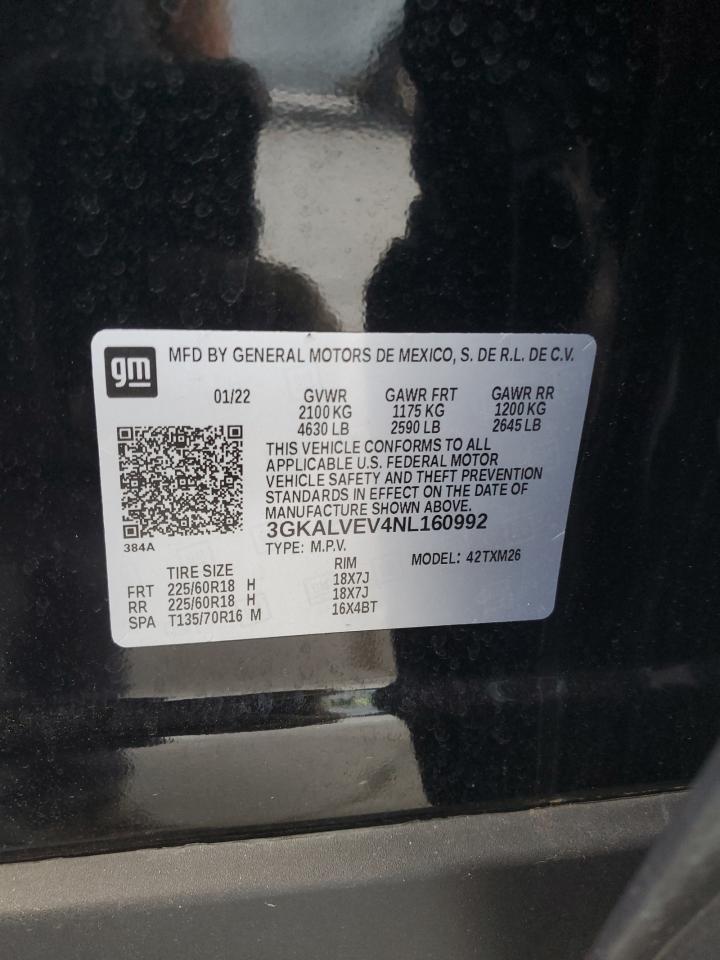 gm
MFD BY GENERAL MOTORS DE MEXICO, S. DE R.L. DE C.V.
01/22 GVWR GAWR FRT GAWR RR
2100 KG 1175 KG 1200 KG
4630 LB 2590 LB 2645 LB
THIS VEHICLE CONFORMS TO ALL
APPLICABLE U.S. FEDERAL MOTOR
VEHICLE SAFETY AND THEFT PREVENTION
STANDARDS IN EFFECT ON THE DATE OF
MANUFACTURE SHOWN ABOVE.
3GKALVEV4NL160992
384A
TYPE: M.P.V. MODEL: 42TXM26
TIRE SIZE RIM
FRT 225/60R18 H 18X7J
RR 225/60R18 H 18X7J
SPA T135/70R16 M 16X4BT